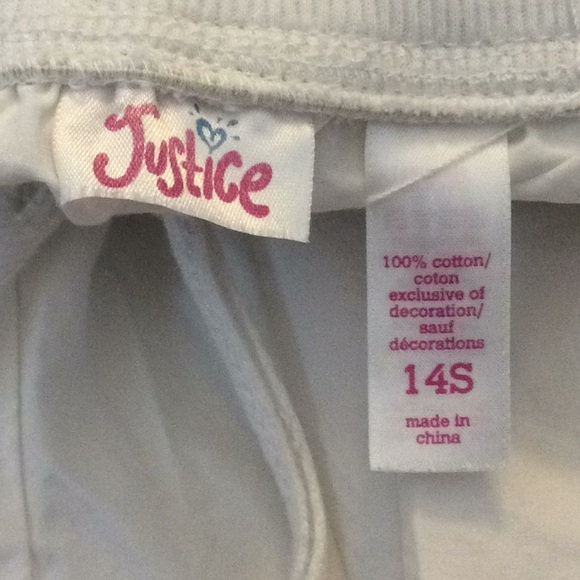 Justice
100% cotton/
coton
exclusive of
decoration/
sauf
décorations
14S
made in
china